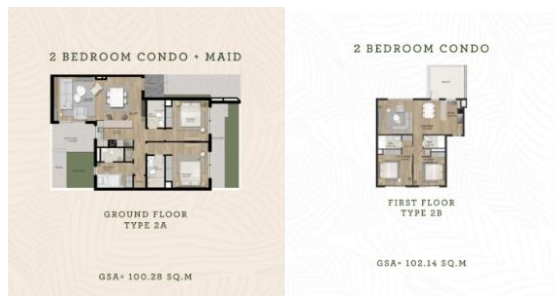 2 BEDROOM CONDO + MAID
GROUND FLOOR
TYPE 2A
GSA= 100.28 SQ.M
2 BEDROOM CONDO
FIRST FLOOR
TYPE 2B
GSA= 102.14 SQ.M